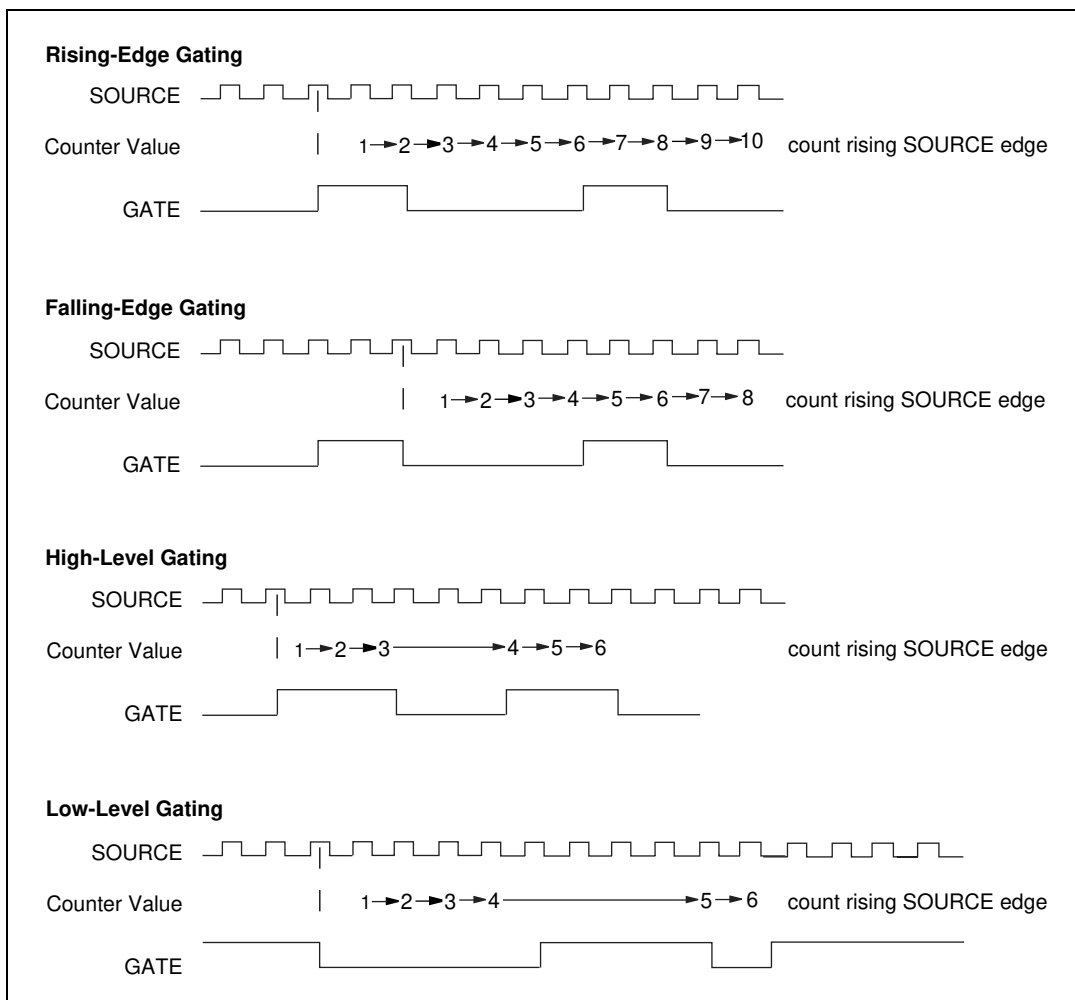 Rising-Edge Gating
SOURCE
Counter Value 1 2 3 4 5 6 7 8 9 10 count rising SOURCE edge
GATE
Falling-Edge Gating
SOURCE
Counter Value 1 2 3 4 5 6 7 8 count rising SOURCE edge
GATE
High-Level Gating
SOURCE
Counter Value 1 2 3 4 5 6 count rising SOURCE edge
GATE
Low-Level Gating
SOURCE
Counter Value 1 2 3 4 5 6 count rising SOURCE edge
GATE